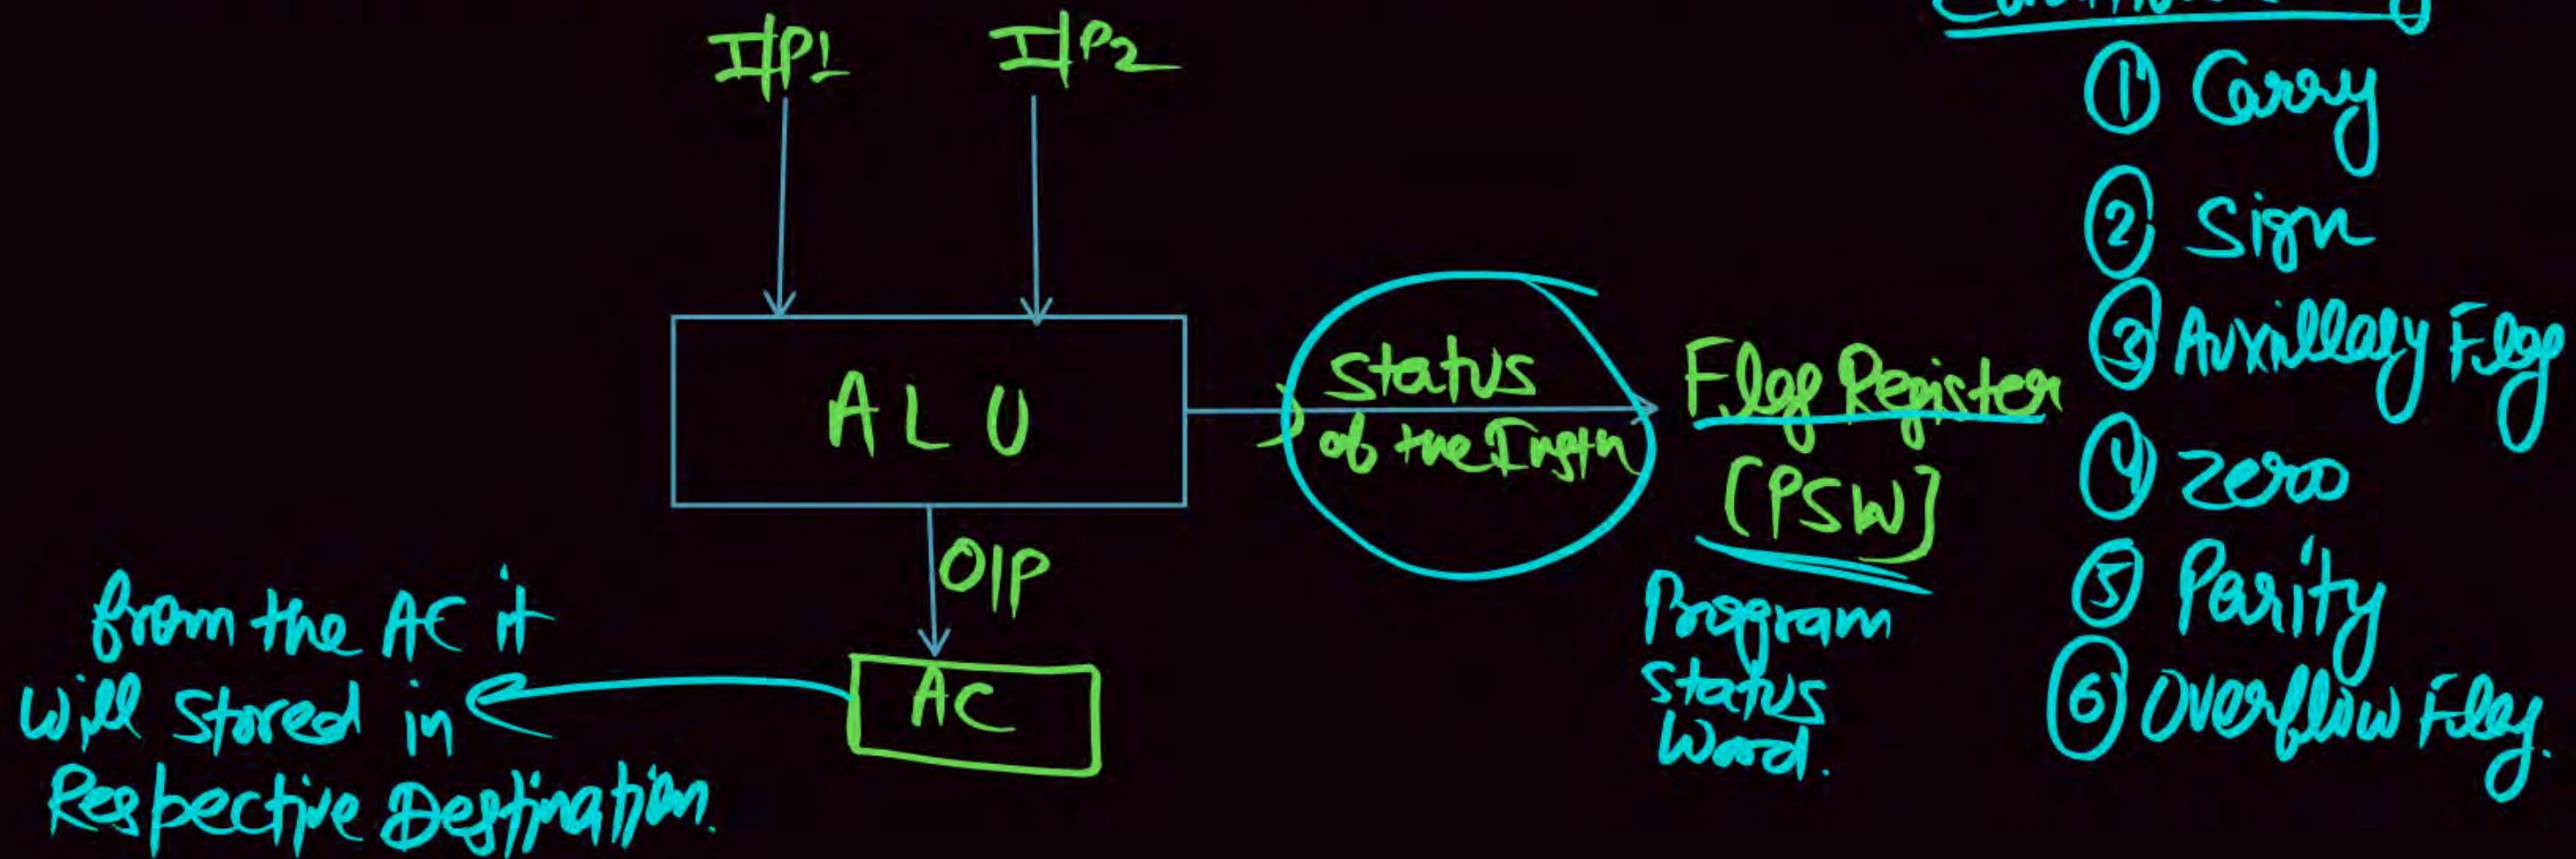 I/P1
I/P2
ALU
O/P
AC
from the AC it
will stored in
Respective Destination.
Status
of the Instn
Flag Register
[PSW]
Program
Status
Word.
① Carry
② Sign
③ Auxillary Flag
④ Zero
⑤ Parity
⑥ Overflow Flag.